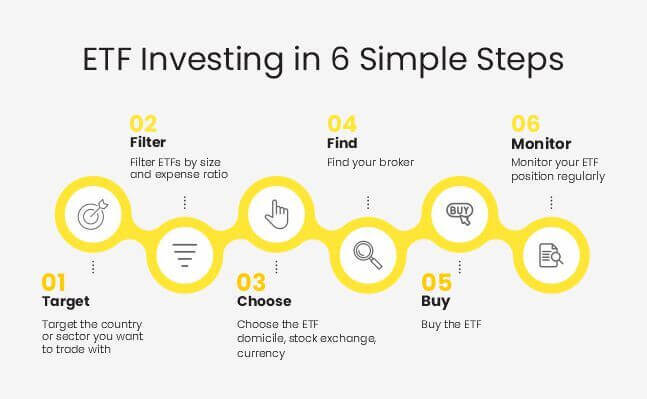 ETF Investing in 6 Simple Steps
01
Target
Target the country
or sector you want
to trade with
02
Filter
Filter ETFs by size
and expense ratio
03
Choose
Choose the ETF
domicile, stock exchange,
currency
04
Find
Find your broker
05
Buy
Buy the ETF
BUY
06
Monitor
Monitor your ETF
position regularly